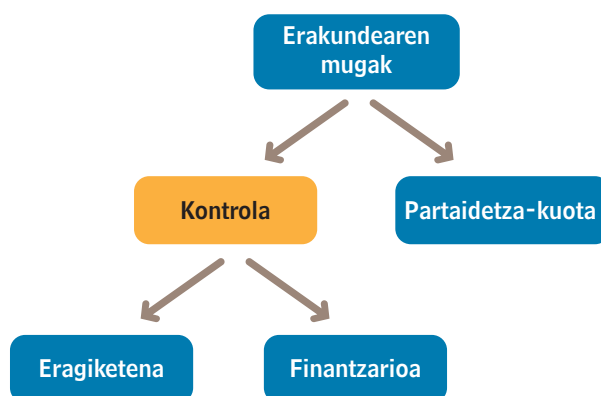 Erakundearen
mugak
Kontrola
Partaidetza-kuota
Eragiketena
Finantzarioa